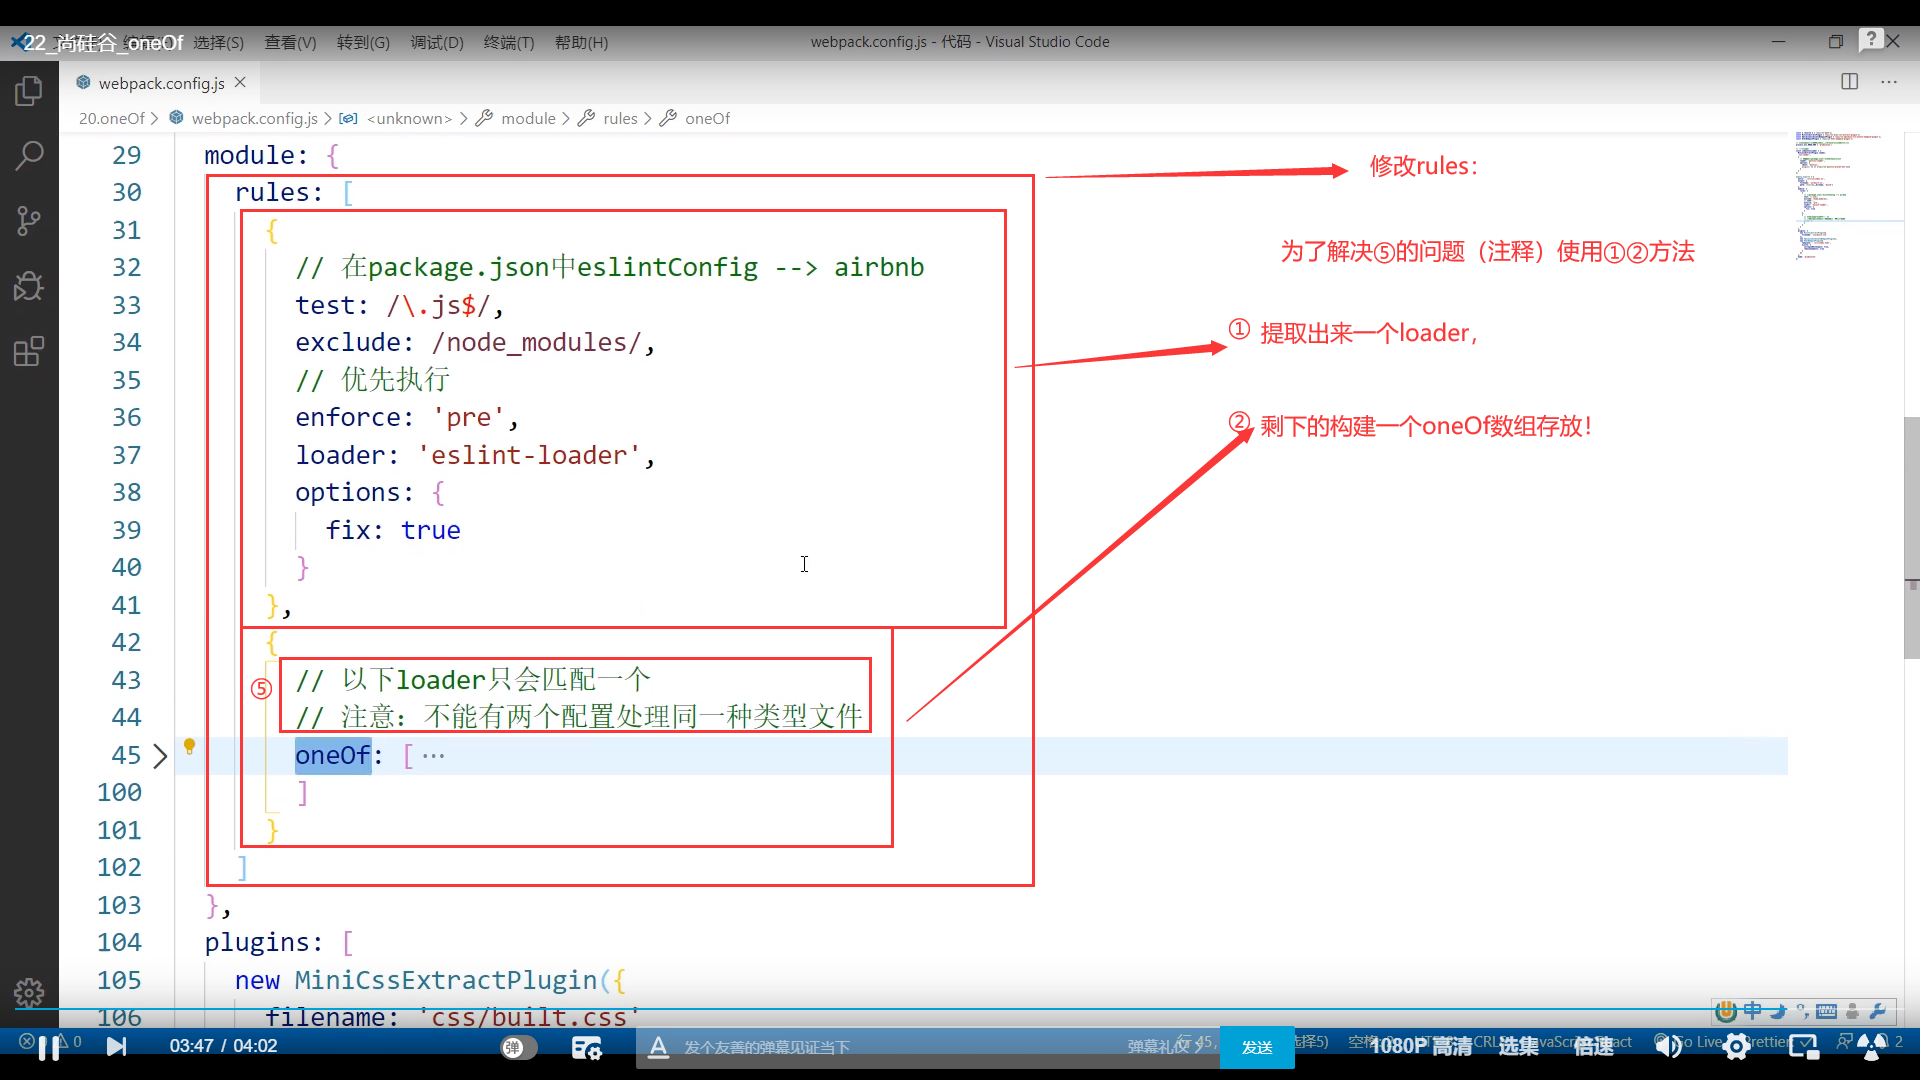 22_尚硅谷_oneOf
选择(S) 查看(V) 转到(G) 调试(D) 终端(T) 帮助(H)
webpack.config.js - 代码 - Visual Studio Code
webpack.config.js
20.oneOf > webpack.config.js > <unknown> > module > rules > oneOf
29 module: {
30 rules: [
31 {
32 // 在package.json中eslintConfig --> airbnb
33 test: /\.js$/,
34 exclude: /node_modules/,
35 // 优先执行
36 enforce: 'pre',
37 loader: 'eslint-loader',
38 options: {
39 fix: true
40 }
41 },
42 {
43 // 以下loader只会匹配一个
⑤
44 // 注意：不能有两个配置处理同一种类型文件
45 oneOf: [ ···
100 ]
101 }
102 ]
103 },
104 plugins: [
105 new MiniCssExtractPlugin({
106 filename: 'css/built.css'
修改rules：
为了解决⑤的问题（注释）使用①②方法
① 提取出来一个loader，
② 剩下的构建一个oneOf数组存放！
中
03:47 / 04:02
弹
发个友善的弹幕见证当下
弹幕礼仪 >
发送
1080P 高清
选集
倍速